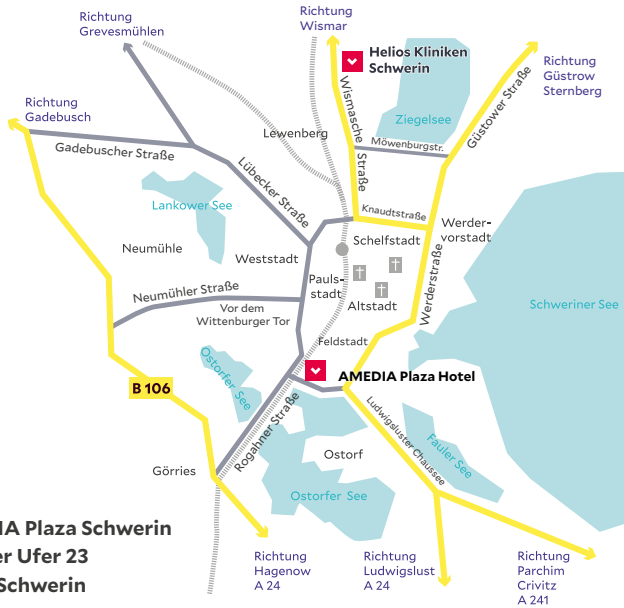 Richtung
Grevesmühlen
Richtung
Wismar
Helios Kliniken
Schwerin
Richtung
Güstrow
Sternberg
Richtung
Gadebusch
Ziegelsee
Güstower Straße
Wismasche
Straße
Lewenberg
Möwenburgstr.
Gadebuscher Straße
Lübecker Straße
Lankower See
Knaudtstraße
Werder-
vorstadt
Schelfstadt
Neumühle
Weststadt
Pauls-
stadt
Werderstraße
Neumühler Straße
Altstadt
Schweriner See
Vor dem
Wittenburger Tor
Feldstadt
Ostorfer See
AMEDIA Plaza Hotel
B 106
Rogahner Straße
Ludwigsluster Chaussee
Fauler See
Ostorf
Görries
Ostorfer See
IA Plaza Schwerin
er Ufer 23
Schwerin
Richtung
Hagenow
A 24
Richtung
Ludwigslust
A 24
Richtung
Parchim
Crivitz
A 241